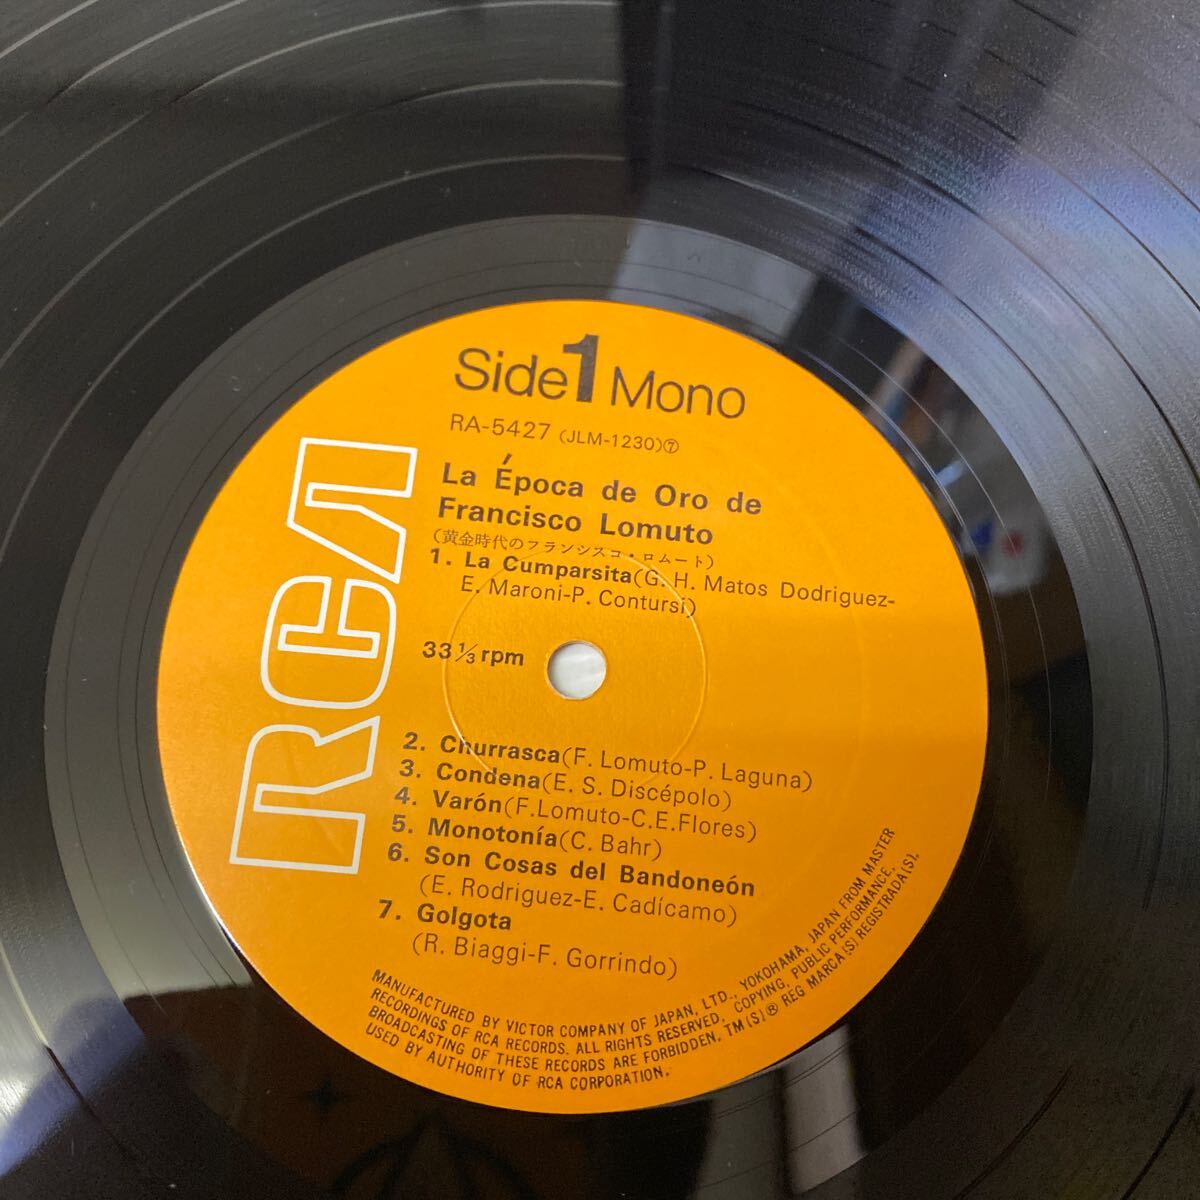 Side 1 Mono
RA-5427 (JLM-1230)⑦
La Época de Oro de
Francisco Lomuto
(黄金時代のフランシスコ・ロムート)
1. La Cumparsita(G. H. Matos Dodriguez-
E. Maroni-P. Contursi)
33 1/3 rpm
RCA
2. Churrasca(F. Lomuto-P. Laguna)
3. Condena(E. S. Discépolo)
4. Varón(F.Lomuto-C.E.Flores)
5. Monotonía(C. Bahr)
6. Son Cosas del Bandoneón
(E. Rodriguez-E. Cadícamo)
7. Golgota
(R. Biaggi-F. Gorrindo)
MANUFACTURED BY VICTOR COMPANY OF JAPAN, LTD., YOKOHAMA, JAPAN FROM MASTER
RECORDINGS OF RCA RECORDS. ALL RIGHTS RESERVED. COPYING, PUBLIC PERFORMANCE,
BROADCASTING OF THESE RECORDS ARE FORBIDDEN. TM(S)® REG MARCA(S) REGISTRADA(S).
USED BY AUTHORITY OF RCA CORPORATION.